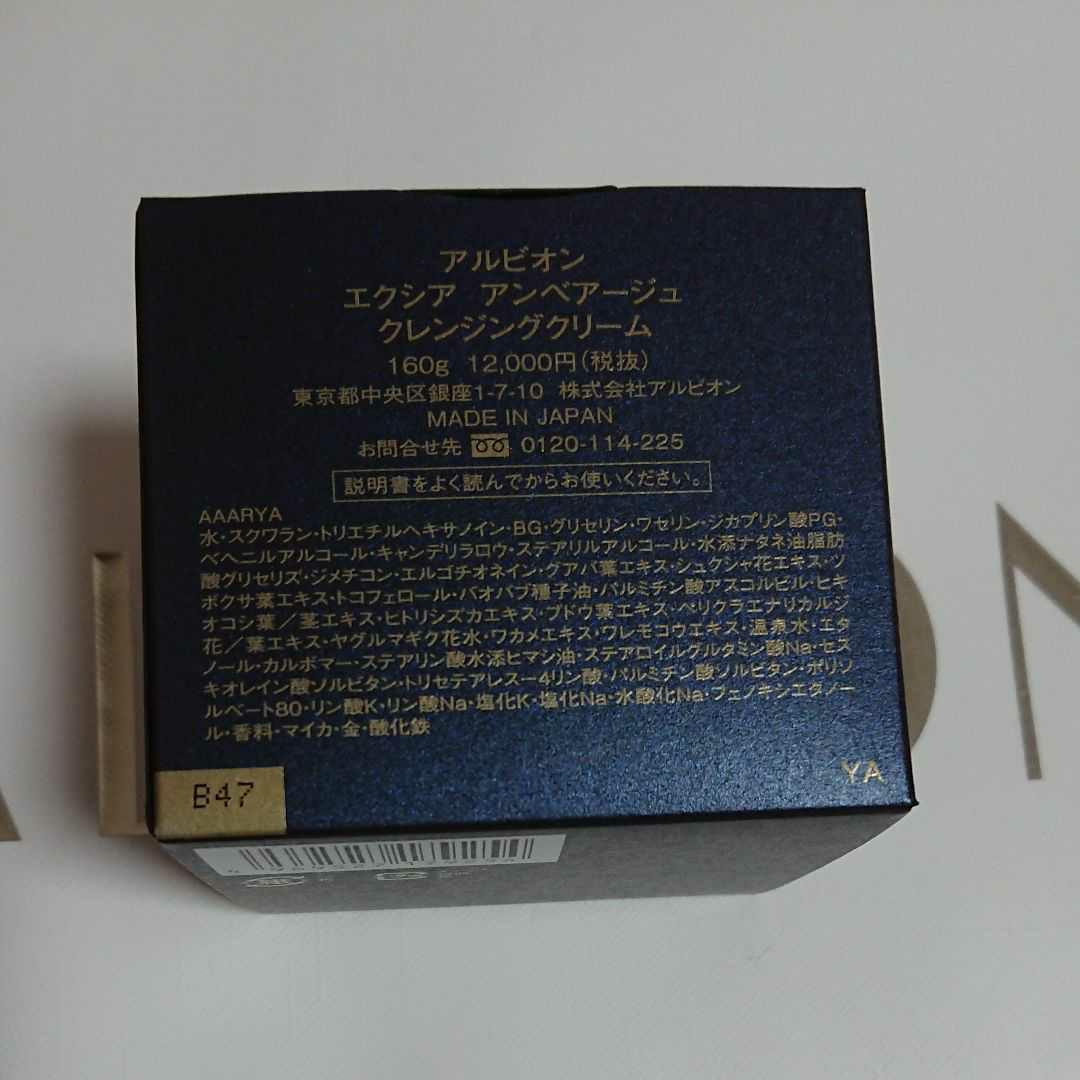 アルビオン
エクシア アンベアージュ
クレンジングクリーム
160g 12,000円(税抜)
東京都中央区銀座1-7-10 株式会社アルビオン
MADE IN JAPAN
お問合せ先 0120-114-225
説明書をよく読んでからお使いください。
AAARYA
水・スクワラン・トリエチルヘキサノイン・BG・グリセリン・ワセリン・ジカプリン酸PG・
ベヘニルアルコール・キャンデリラロウ・ステアリルアルコール・水添ナタネ油脂肪
酸グリセリズ・ジメチコン・エルゴチオネイン・グアバ葉エキス・シュクシャ花エキス・ツ
ボクサ葉エキス・トコフェロール・バオバブ種子油・パルミチン酸アスコルビル・ヒキ
オコシ葉/茎エキス・ヒトリシズカエキス・ブドウ葉エキス・ペリクラエナリカルジ
花/葉エキス・ヤグルマギク花水・ワカメエキス・ワレモコウエキス・温泉水・エタ
ノール・カルボマー・ステアリン酸水添ヒマシ油・ステアロイルグルタミン酸Na・セス
キオレイン酸ソルビタン・トリセテアレス-4リン酸・パルミチン酸ソルビタン・ポリソ
ルベート80・リン酸K・リン酸Na・塩化K・塩化Na・水酸化Na・フェノキシエタノー
ル・香料・マイカ・金・酸化鉄
B47
YA